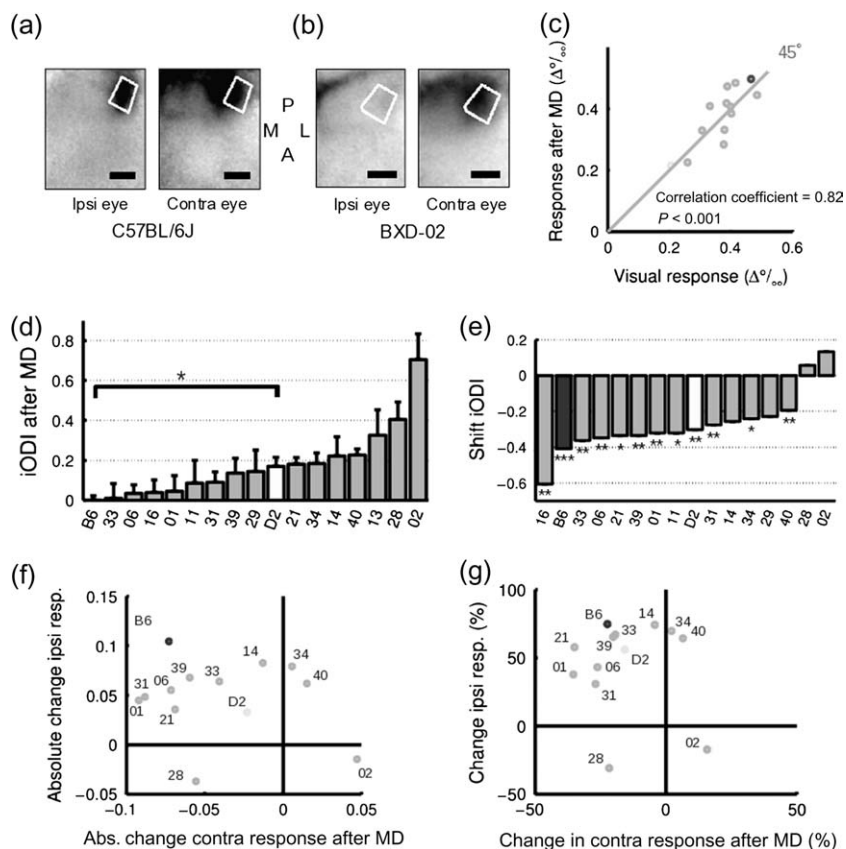 (a)
(b)
(c)
P
M L
A
Ipsi eye Contra eye
C57BL/6J
Ipsi eye Contra eye
BXD-02
Response after MD (Δ°/₀₀)
0.4
0.2
0
0 0.2 0.4 0.6
Visual response (Δ°/₀₀)
45°
Correlation coefficient = 0.82
P < 0.001
(d)
iODI after MD
0.8
0.6
0.4
0.2
0
*
B6 33 06 16 01 11 31 39 29 D2 21 34 14 40 13 28 02
(e)
Shift iODI
0.2
0
−0.2
−0.4
−0.6
** *** ** ** * ** ** * ** ** * **
16 B6 33 06 21 39 01 11 D2 31 14 34 29 40 28 02
(f)
Absolute change ipsi resp.
0.15
0.1
0.05
0
−0.05
−0.1 −0.05 0 0.05
Abs. change contra response after MD
B6
14
34
31 06 39 33 40
01 21 D2
28
02
(g)
Change ipsi resp. (%)
100
50
0
−50
−50 0 50
Change in contra response after MD (%)
B6 14 34
21 33 40
39 D2
01 06
31
28
02